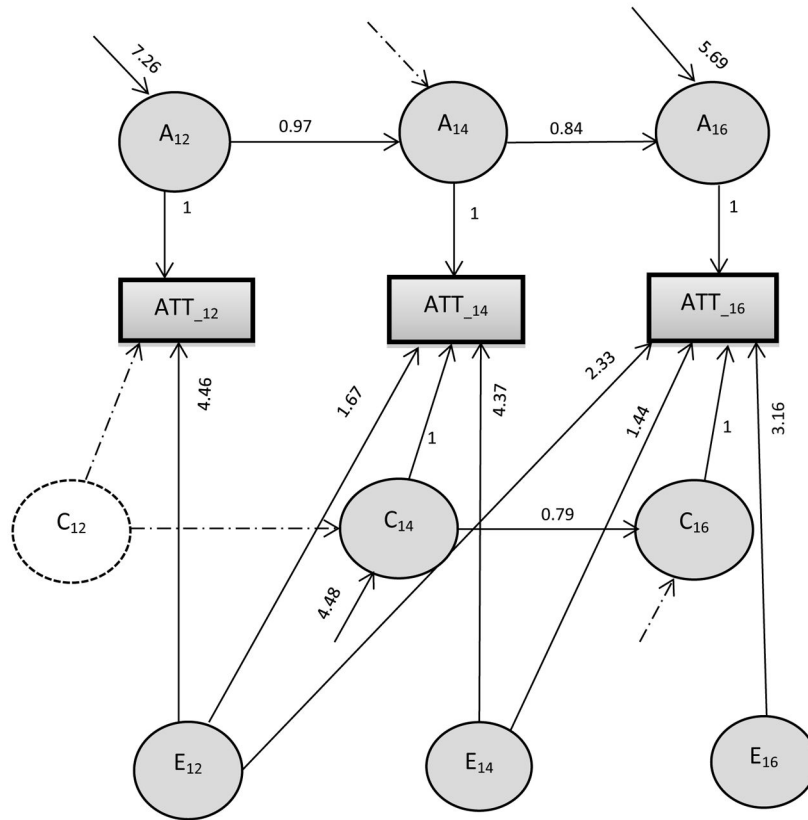 7.26
5.69
A₁₂
0.97
A₁₄
0.84
A₁₆
1
1
1
ATT_₁₂
ATT_₁₄
ATT_₁₆
4.46
1.67
1
4.37
2.33
1.44
1
3.16
C₁₂
C₁₄
0.79
C₁₆
4.48
E₁₂
E₁₄
E₁₆